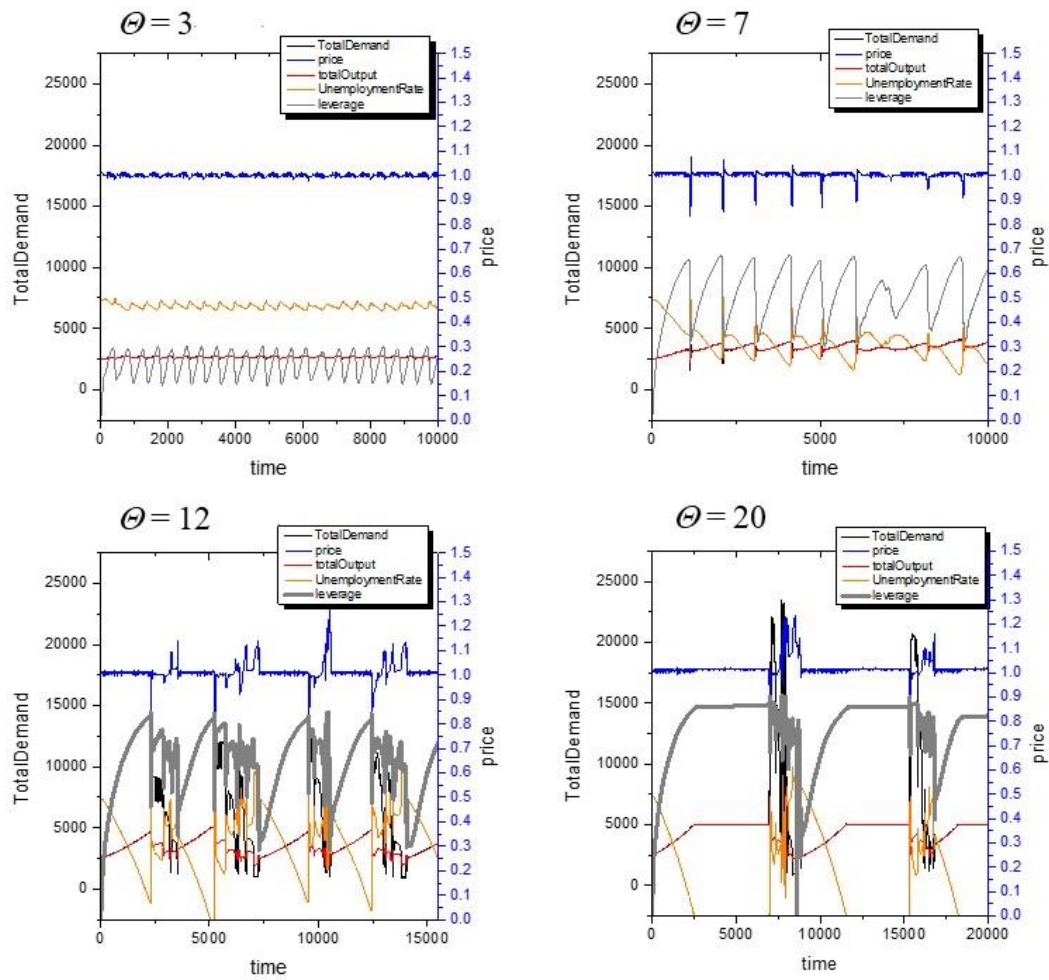 Θ = 3
TotalDemand
price
totalOutput
UnemploymentRate
leverage
25000
20000
15000
10000
5000
0
TotalDemand
1.5
1.4
1.3
1.2
1.1
1.0
0.9
0.8
0.7
0.6
0.5
0.4
0.3
0.2
0.1
0.0
price
0 2000 4000 6000 8000 10000
time
Θ = 7
TotalDemand
price
totalOutput
UnemploymentRate
leverage
25000
20000
15000
10000
5000
0
TotalDemand
1.5
1.4
1.3
1.2
1.1
1.0
0.9
0.8
0.7
0.6
0.5
0.4
0.3
0.2
0.1
0.0
price
0 5000 10000
time
Θ = 12
TotalDemand
price
totalOutput
UnemploymentRate
leverage
25000
20000
15000
10000
5000
0
TotalDemand
1.5
1.4
1.3
1.2
1.1
1.0
0.9
0.8
0.7
0.6
0.5
0.4
0.3
0.2
0.1
0.0
price
0 5000 10000 15000
time
Θ = 20
TotalDemand
price
totalOutput
UnemploymentRate
leverage
25000
20000
15000
10000
5000
0
TotalDemand
1.5
1.4
1.3
1.2
1.1
1.0
0.9
0.8
0.7
0.6
0.5
0.4
0.3
0.2
0.1
0.0
price
0 5000 10000 15000 20000
time